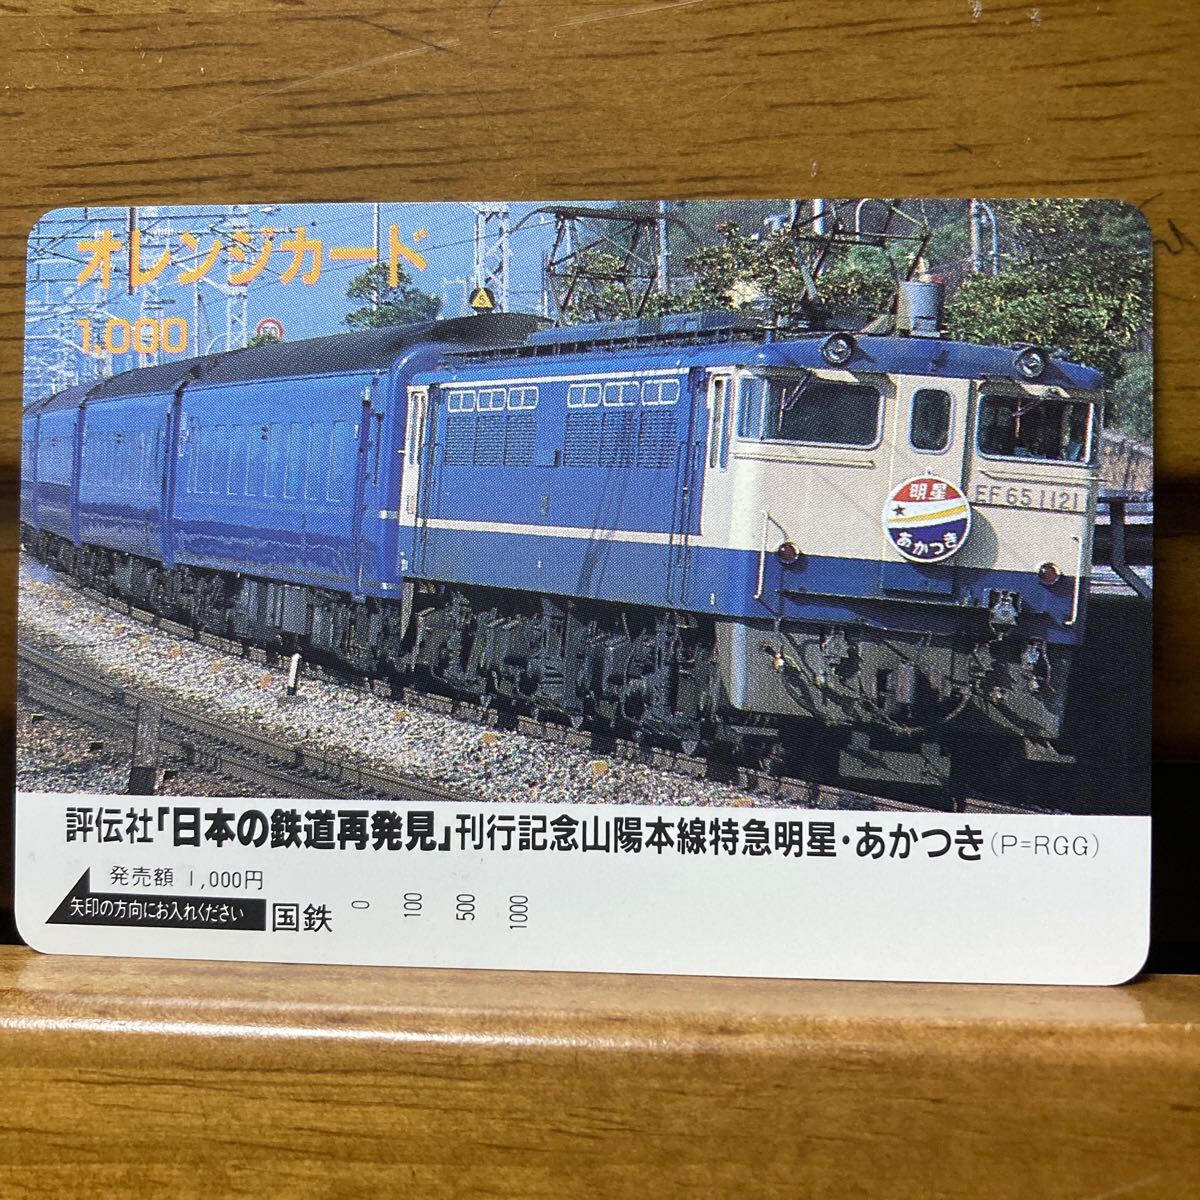 オレンジカード
1.000
明星
あかつき
EF65 1121
評伝社「日本の鉄道再発見」刊行記念山陽本線特急明星・あかつき(P=RGG)
発売額 1,000円
矢印の方向にお入れください
国鉄
0 100 500 1000